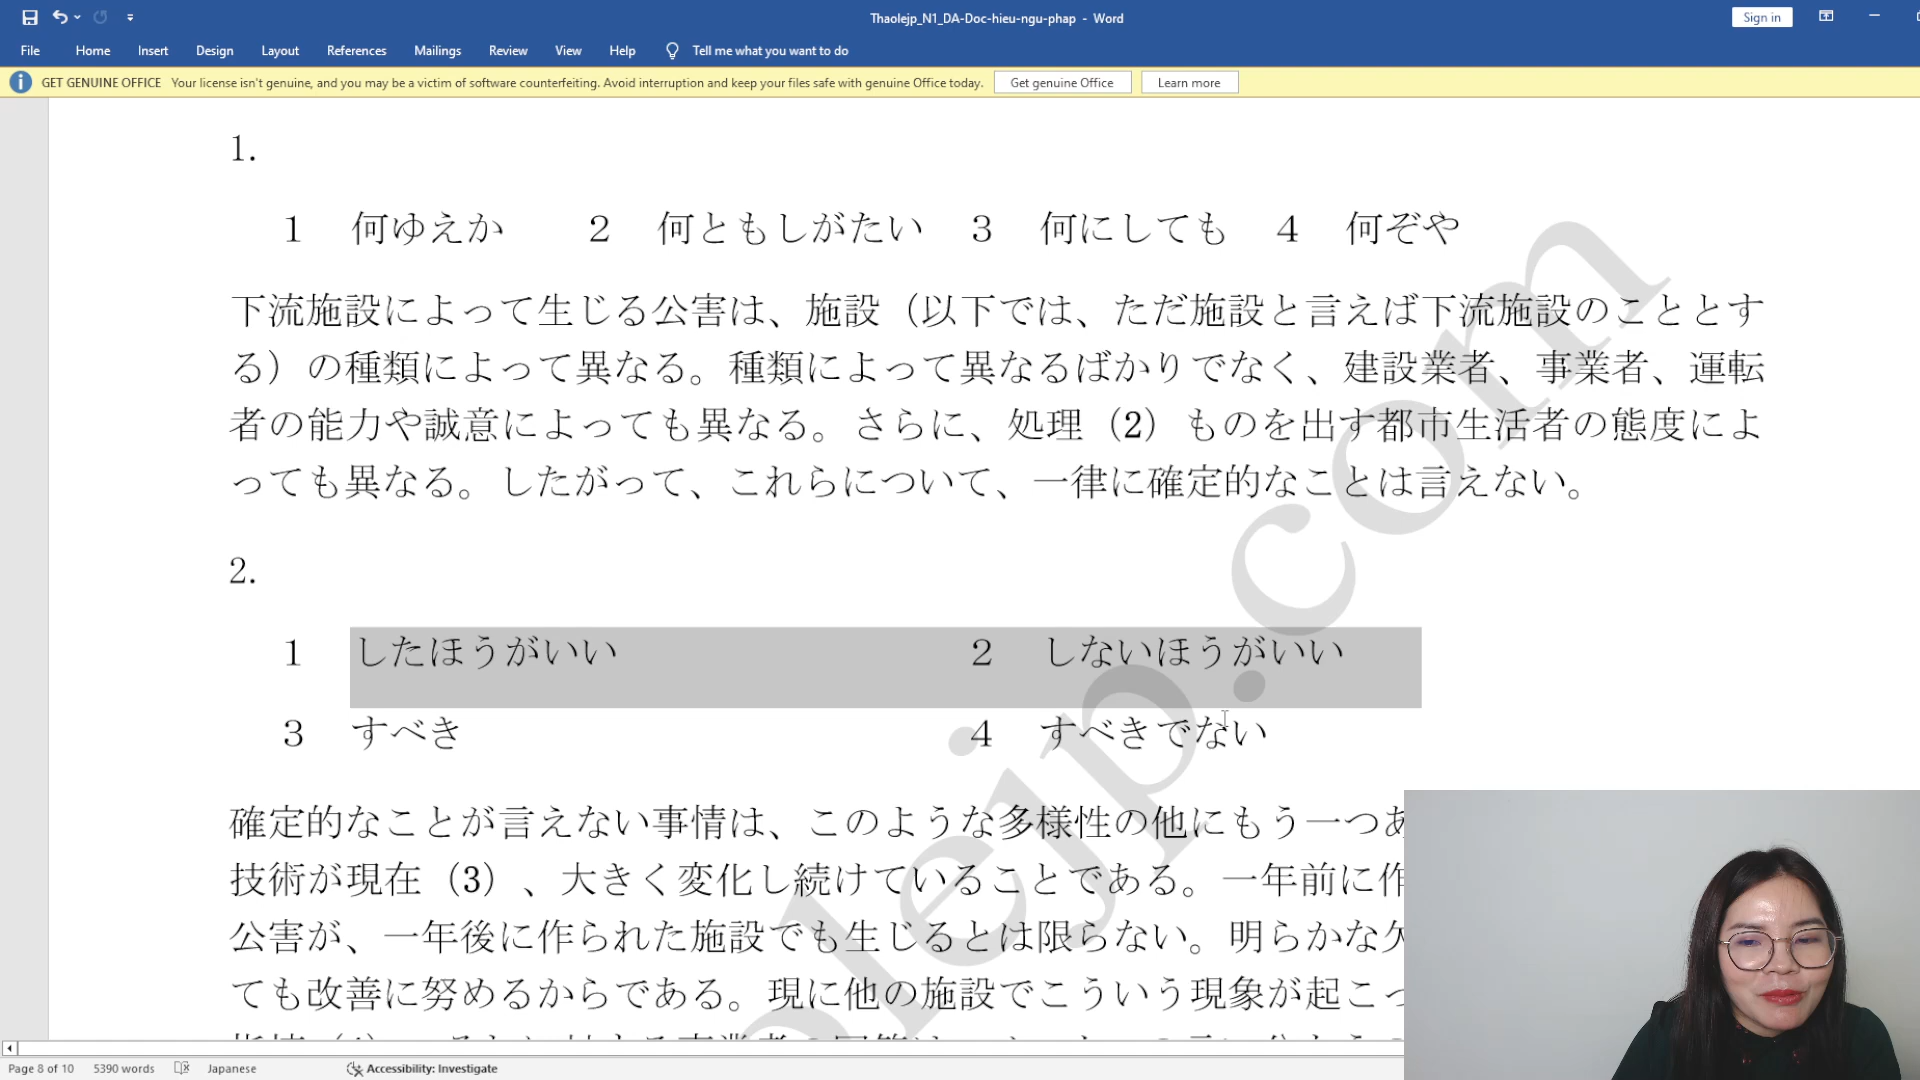 Thaolejp_N1_DA-Doc-hieu-ngu-phap - Word
Sign in
File Home Insert Design Layout References Mailings Review View Help Tell me what you want to do
GET GENUINE OFFICE Your license isn't genuine, and you may be a victim of software counterfeiting. Avoid interruption and keep your files safe with genuine Office today. Get genuine Office Learn more
1.
1 何ゆえか 2 何ともしがたい 3 何にしても 4 何ぞや
下流施設によって生じる公害は、施設（以下では、ただ施設と言えば下流施設のこととす
る）の種類によって異なる。種類によって異なるばかりでなく、建設業者、事業者、運転
者の能力や誠意によっても異なる。さらに、処理（2）ものを出す都市生活者の態度によ
っても異なる。したがって、これらについて、一律に確定的なことは言えない。
2.
1 したほうがいい 2 しないほうがいい
3 すべき 4 すべきでない
確定的なことが言えない事情は、このような多様性の他にもう一つあ
技術が現在（3）、大きく変化し続けていることである。一年前に作
公害が、一年後に作られた施設でも生じるとは限らない。明らかな欠
ても改善に努めるからである。現に他の施設でこういう現象が起こっ
lejp.com
Page 8 of 10 5390 words Japanese Accessibility: Investigate